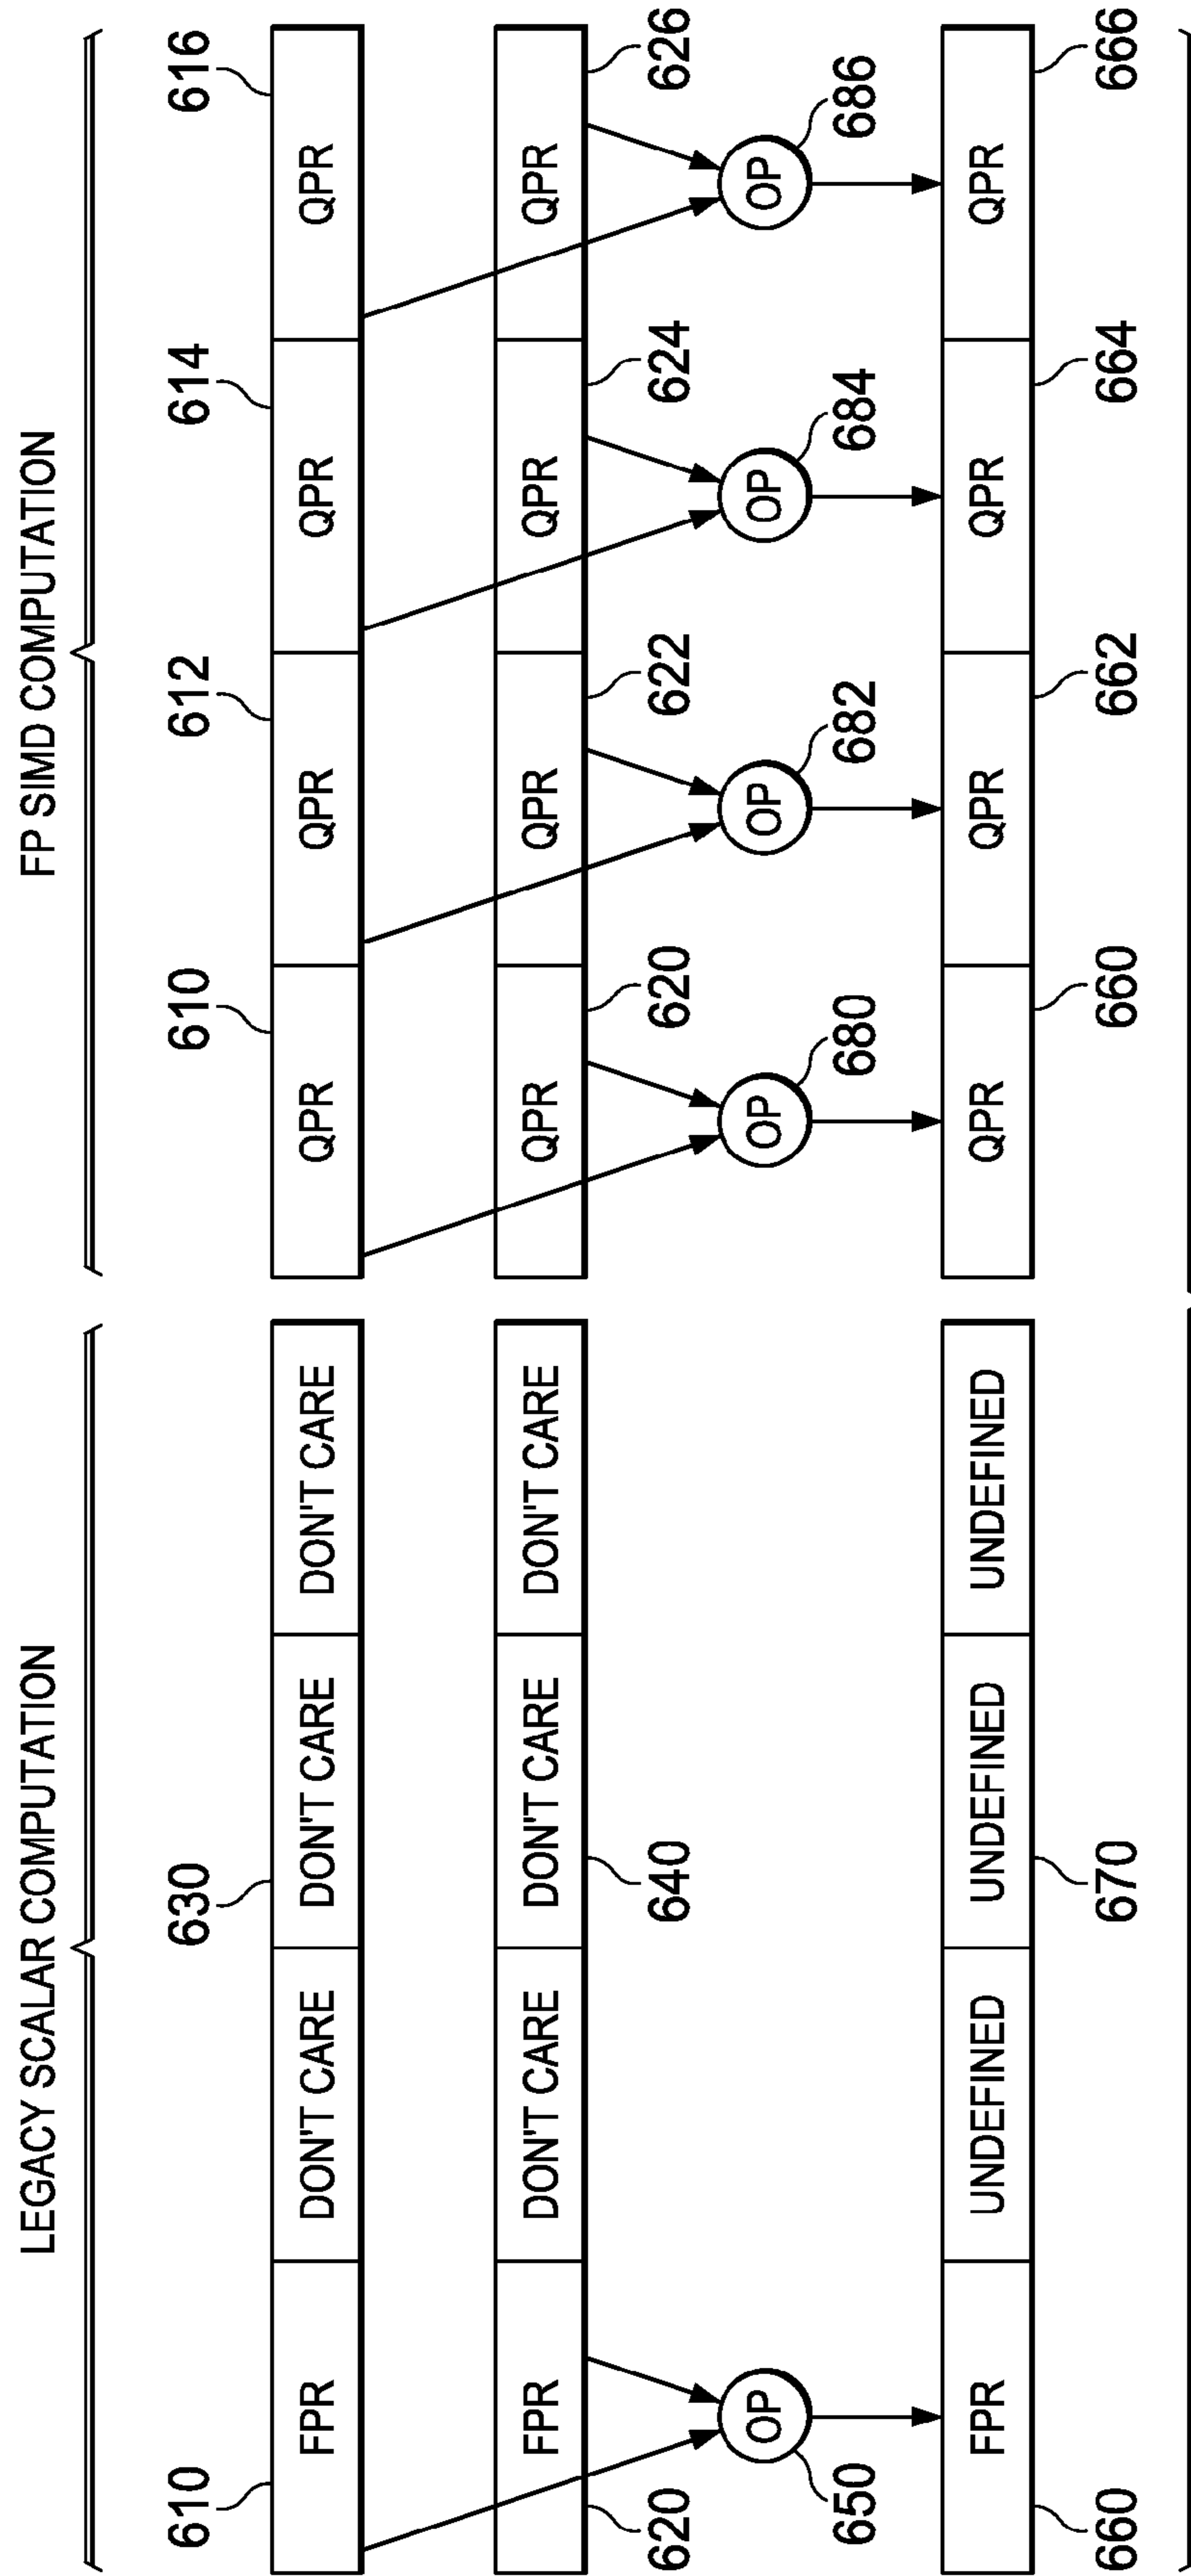 LEGACY SCALAR COMPUTATION
610
630
FPR DON'T CARE DON'T CARE DON'T CARE
FPR DON'T CARE DON'T CARE DON'T CARE
620
640
OP
650
FPR UNDEFINED UNDEFINED UNDEFINED
660
670
FP SIMD COMPUTATION
610 612 614 616
QPR QPR QPR QPR
QPR QPR QPR QPR
620 622 624 626
OP OP OP OP
680 682 684 686
QPR QPR QPR QPR
660 662 664 666